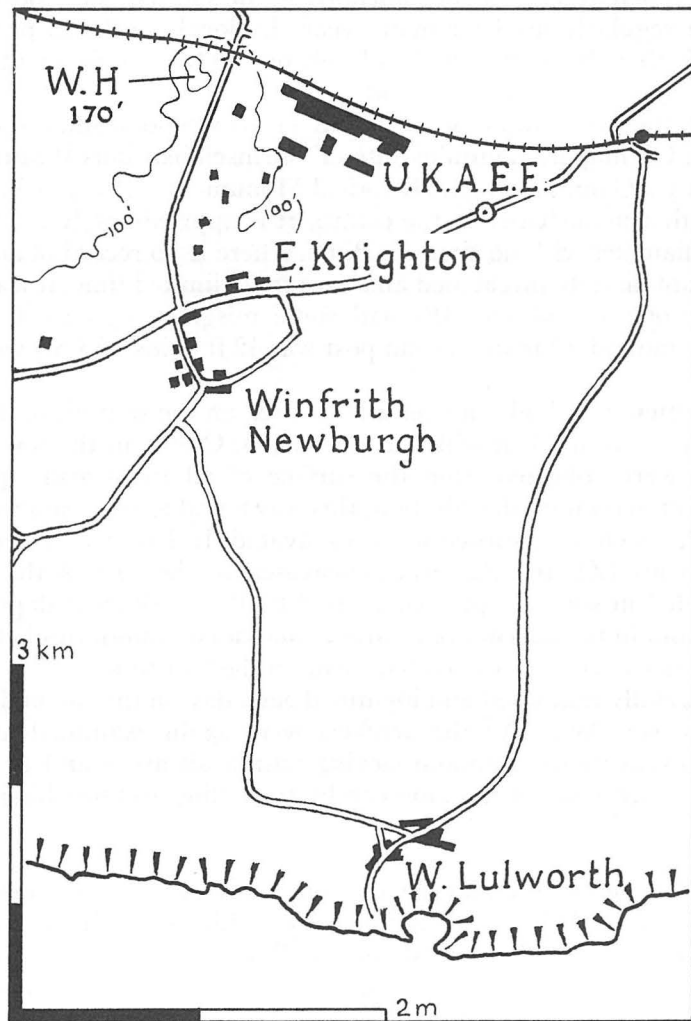 W.H
170'
100'
100'
U.K.A.E.E.
E. Knighton
Winfrith
Newburgh
3 km
W. Lulworth
2 m